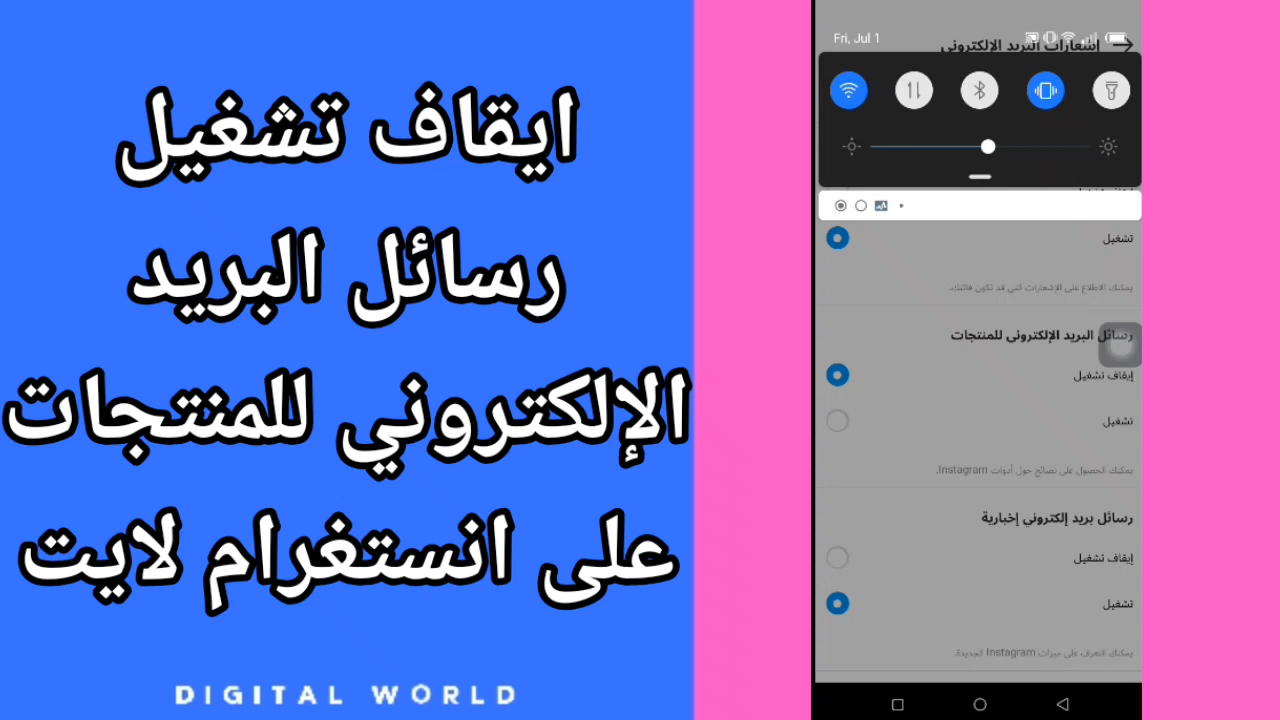 ايقاف تشغيل
رسائل البريد
الإلكتروني للمنتجات
على انستغرام لايت
DIGITAL WORLD
Fri, Jul 1
إشعارات البريد الإلكتروني
تشغيل
يمكنك الاطلاع على الإشعارات التي قد تكون فاتتك.
رسائل البريد الإلكتروني للمنتجات
إيقاف تشغيل
تشغيل
يمكنك الحصول على نصائح حول أدوات Instagram.
رسائل بريد إلكتروني إخبارية
إيقاف تشغيل
تشغيل
يمكنك التعرف على ميزات Instagram الجديدة.